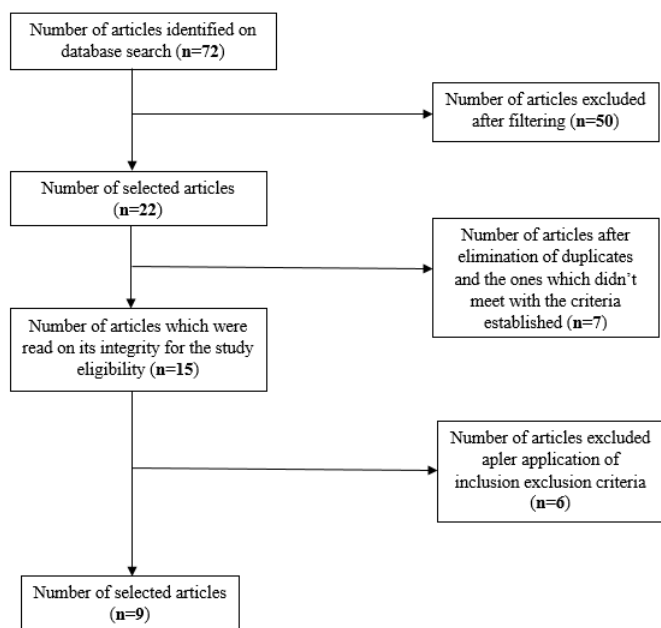 Number of articles identified on
database search (n=72)
Number of articles excluded
after filtering (n=50)
Number of selected articles
(n=22)
Number of articles after
elimination of duplicates
and the ones which didn’t
meet with the criteria
established (n=7)
Number of articles which were
read on its integrity for the study
eligibility (n=15)
Number of articles excluded
apler application of
inclusion exclusion criteria
(n=6)
Number of selected articles
(n=9)